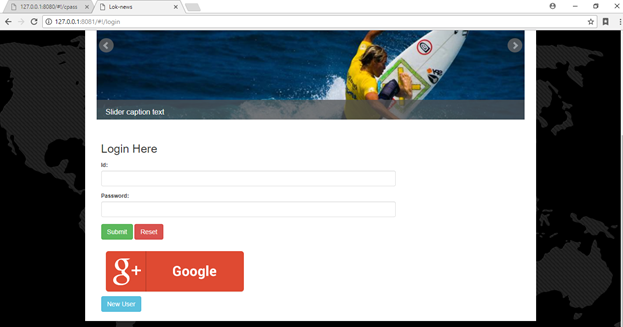 127.0.0.1:8080/#!/cpass
Lok-news
127.0.0.1:8081/#!/login
Slider caption text
Login Here
Id:
Password:
Submit Reset
g+ Google
New User